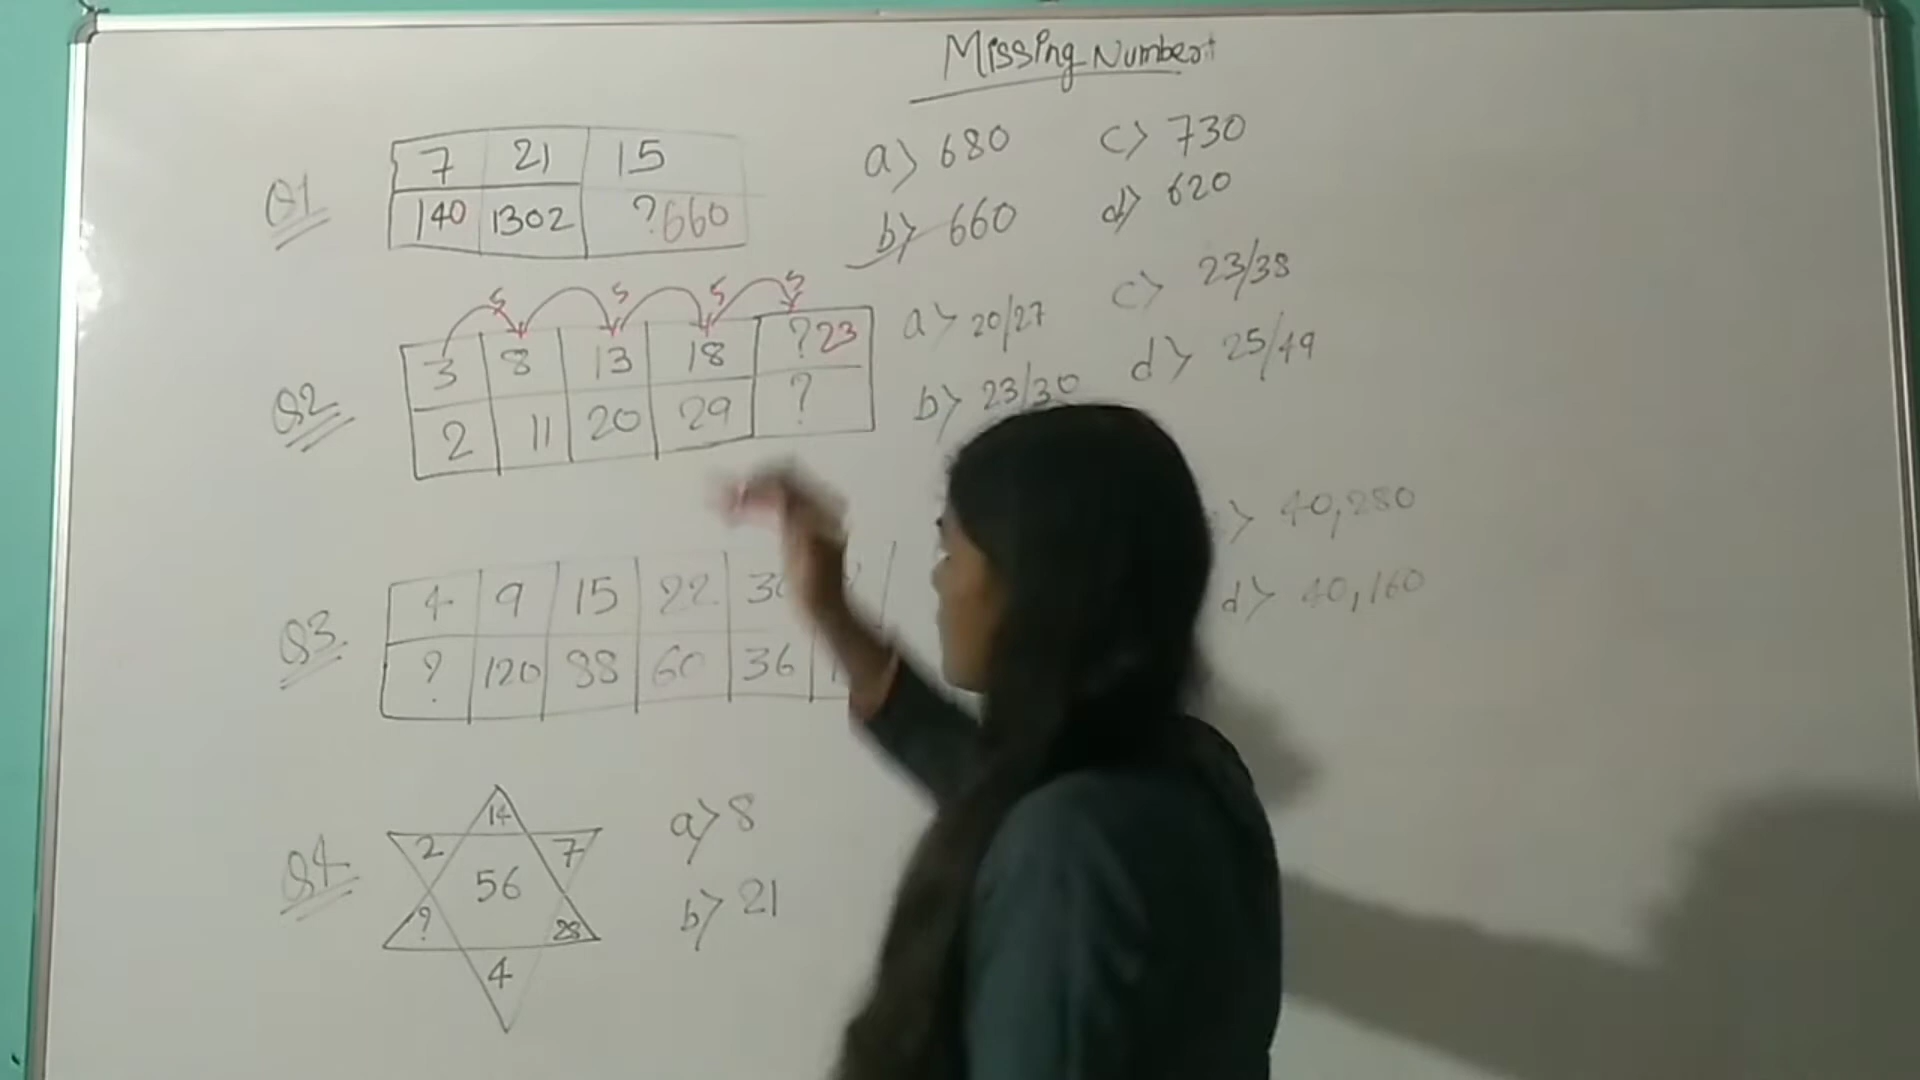 Missing Number
Q1
7 21 15
140 1302 ?660
a> 680 c> 730
b> 660 d> 620
Q2
5 5 5 5
3 8 13 18 ?23
2 11 20 29 ?
a> 20/27 c> 23/38
b> 23/30 d> 25/49
Q3
4 9 15 22
? 120 88 60 36
> 40,280
d> 40,160
Q4
14
2 7
56
? 28
4
a> 8
b> 21